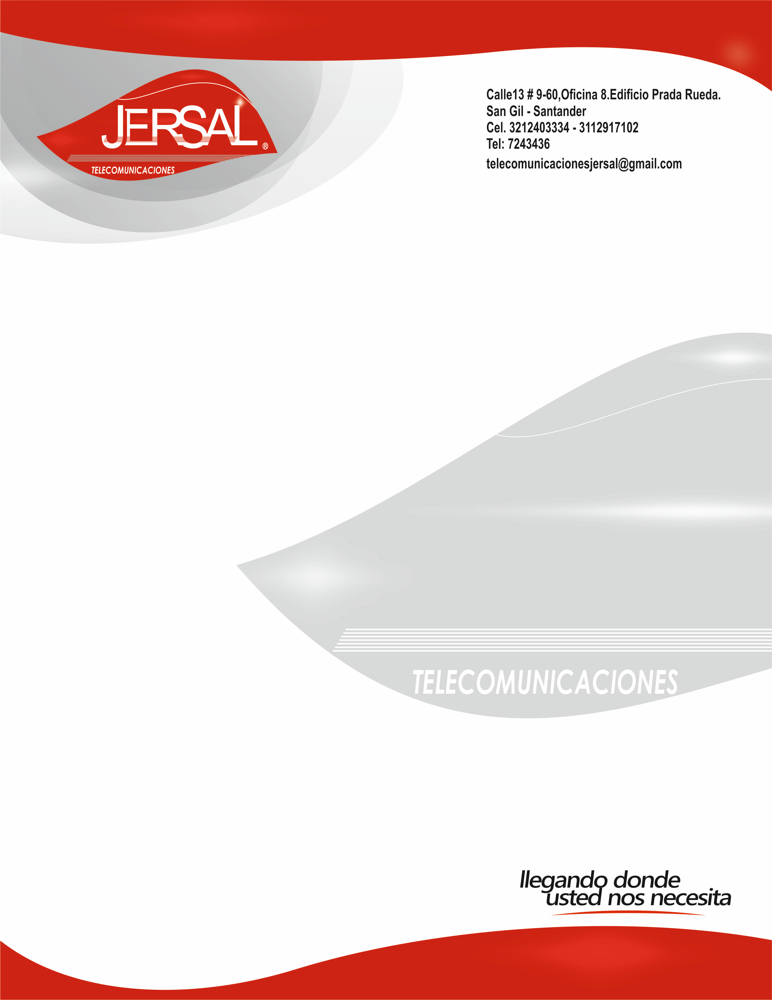 JERSAL ®
TELECOMUNICACIONES
Calle13 # 9-60,Oficina 8.Edificio Prada Rueda.
San Gil - Santander
Cel. 3212403334 - 3112917102
Tel: 7243436
telecomunicacionesjersal@gmail.com
TELECOMUNICACIONES
llegando donde
usted nos necesita